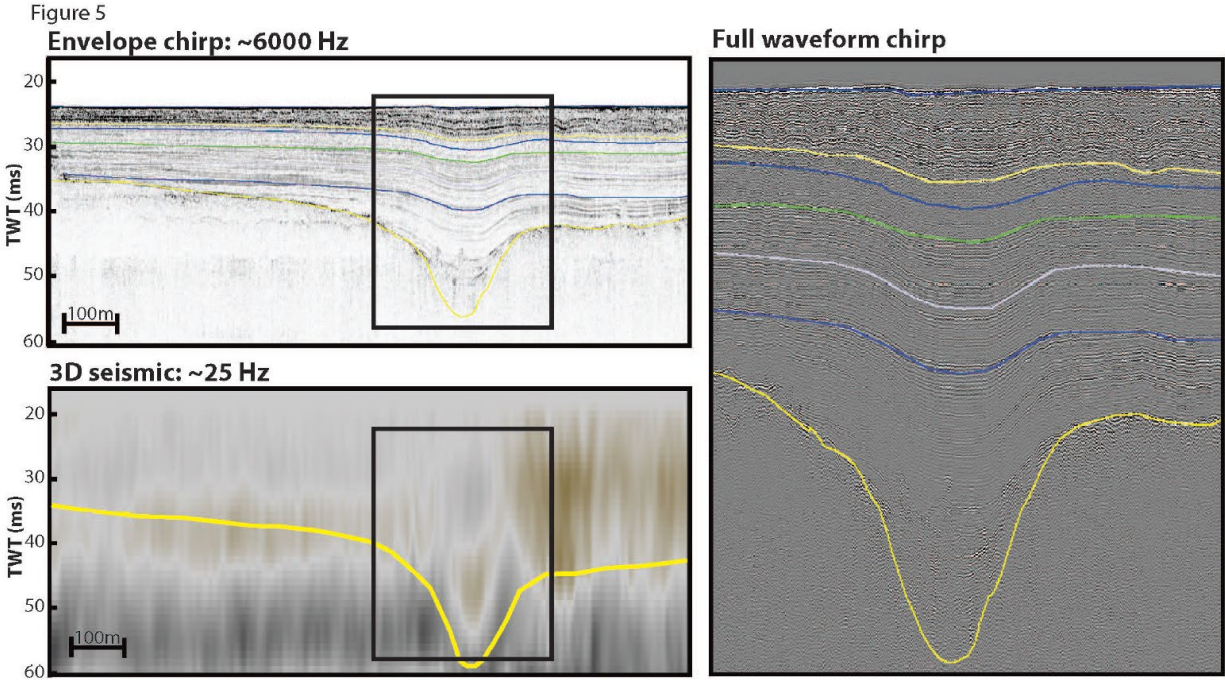 Figure 5
Envelope chirp: ~6000 Hz
20
30
40
50
60
TWT (ms)
100m
3D seismic: ~25 Hz
20
30
40
50
60
TWT (ms)
100m
Full waveform chirp